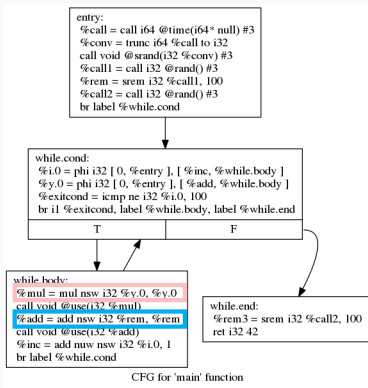 entry:
%call = call i64 @time(i64* null) #3
%conv = trunc i64 %call to i32
call void @srand(i32 %conv) #3
%call1 = call i32 @rand() #3
%rem = srem i32 %call1, 100
%call2 = call i32 @rand() #3
br label %while.cond
while.cond:
%i.0 = phi i32 [ 0, %entry ], [ %inc, %while.body ]
%y.0 = phi i32 [ 0, %entry ], [ %add, %while.body ]
%exitcond = icmp ne i32 %i.0, 100
br i1 %exitcond, label %while.body, label %while.end
T F
while.body:
%mul = mul nsw i32 %y.0, %y.0
call void @use(i32 %mul)
%add = add nsw i32 %rem, %rem
call void @use(i32 %add)
%inc = add nuw nsw i32 %i.0, 1
br label %while.cond
while.end:
%rem3 = srem i32 %call2, 100
ret i32 42
CFG for 'main' function